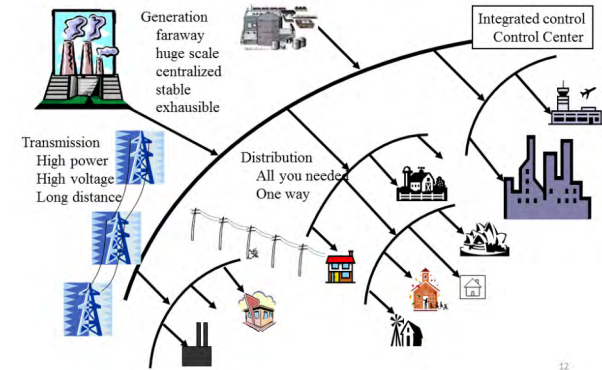 Generation
faraway
huge scale
centralized
stable
exhausible
Integrated control
Control Center
Transmission
High power
High voltage
Long distance
Distribution
All you needed
One way
12